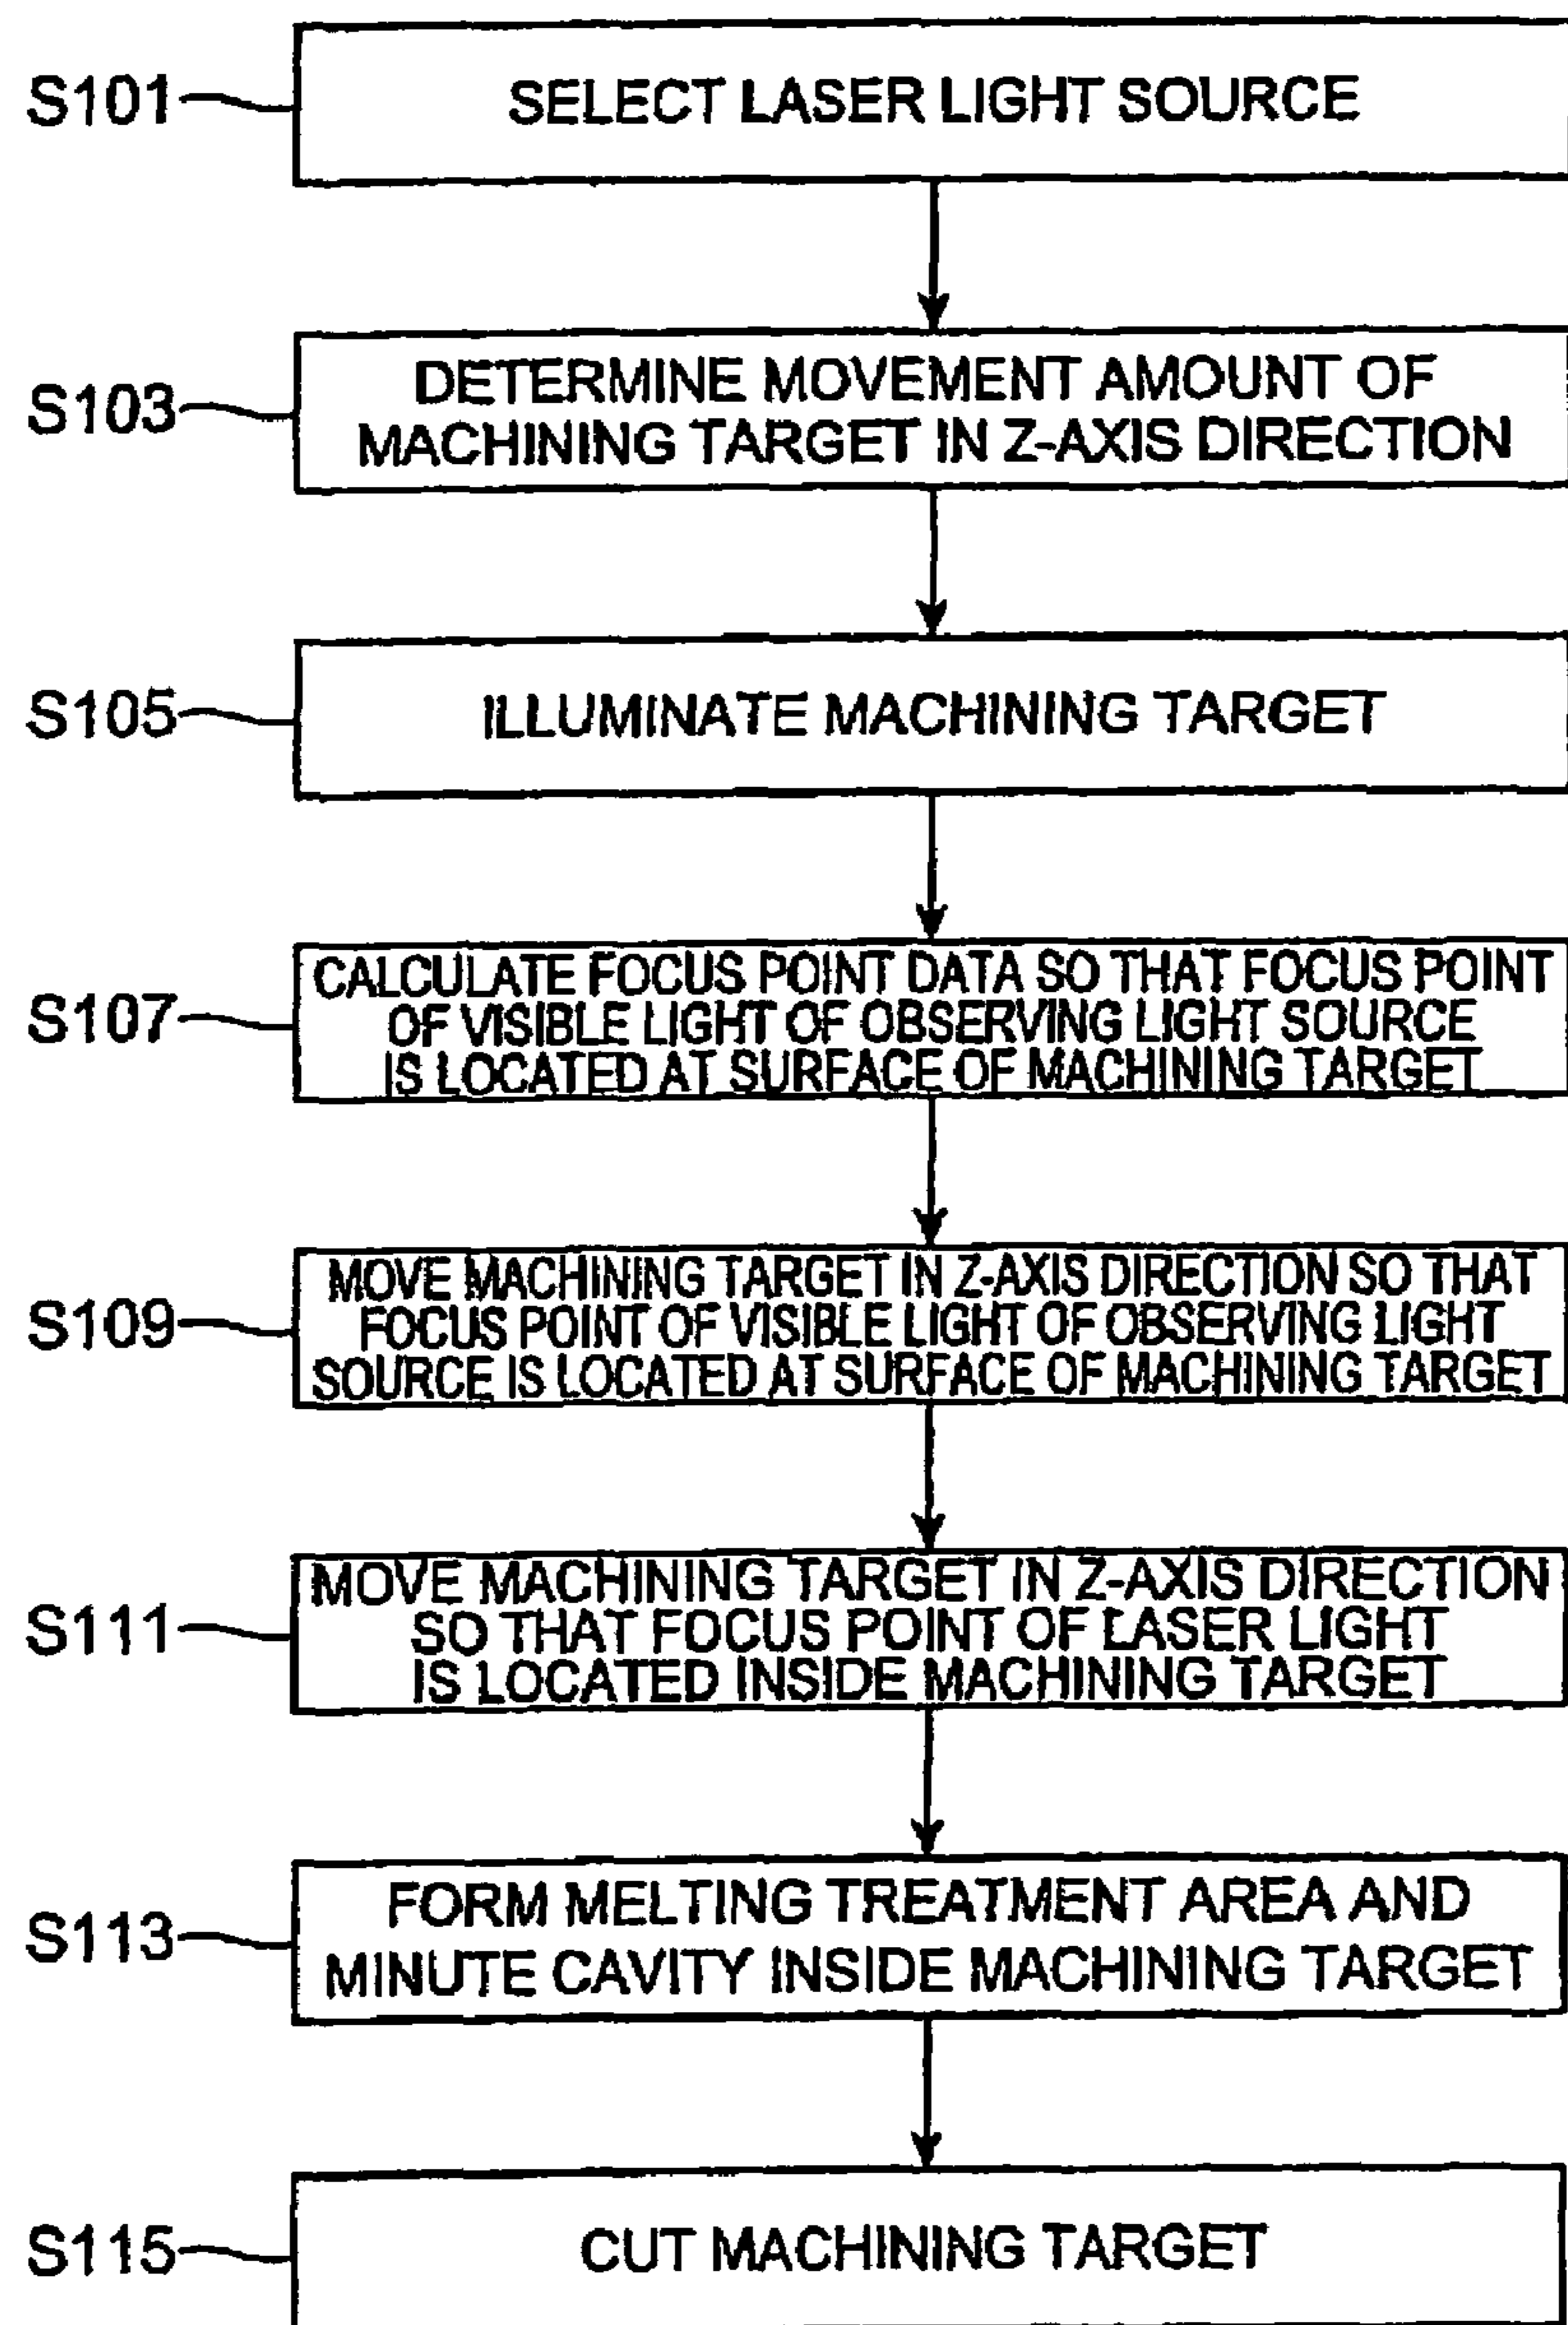 S101
SELECT LASER LIGHT SOURCE
S103
DETERMINE MOVEMENT AMOUNT OF
MACHINING TARGET IN Z-AXIS DIRECTION
S105
ILLUMINATE MACHINING TARGET
S107
CALCULATE FOCUS POINT DATA SO THAT FOCUS POINT
OF VISIBLE LIGHT OF OBSERVING LIGHT SOURCE
IS LOCATED AT SURFACE OF MACHINING TARGET
S109
MOVE MACHINING TARGET IN Z-AXIS DIRECTION SO THAT
FOCUS POINT OF VISIBLE LIGHT OF OBSERVING LIGHT
SOURCE IS LOCATED AT SURFACE OF MACHINING TARGET
S111
MOVE MACHINING TARGET IN Z-AXIS DIRECTION
SO THAT FOCUS POINT OF LASER LIGHT
IS LOCATED INSIDE MACHINING TARGET
S113
FORM MELTING TREATMENT AREA AND
MINUTE CAVITY INSIDE MACHINING TARGET
S115
CUT MACHINING TARGET